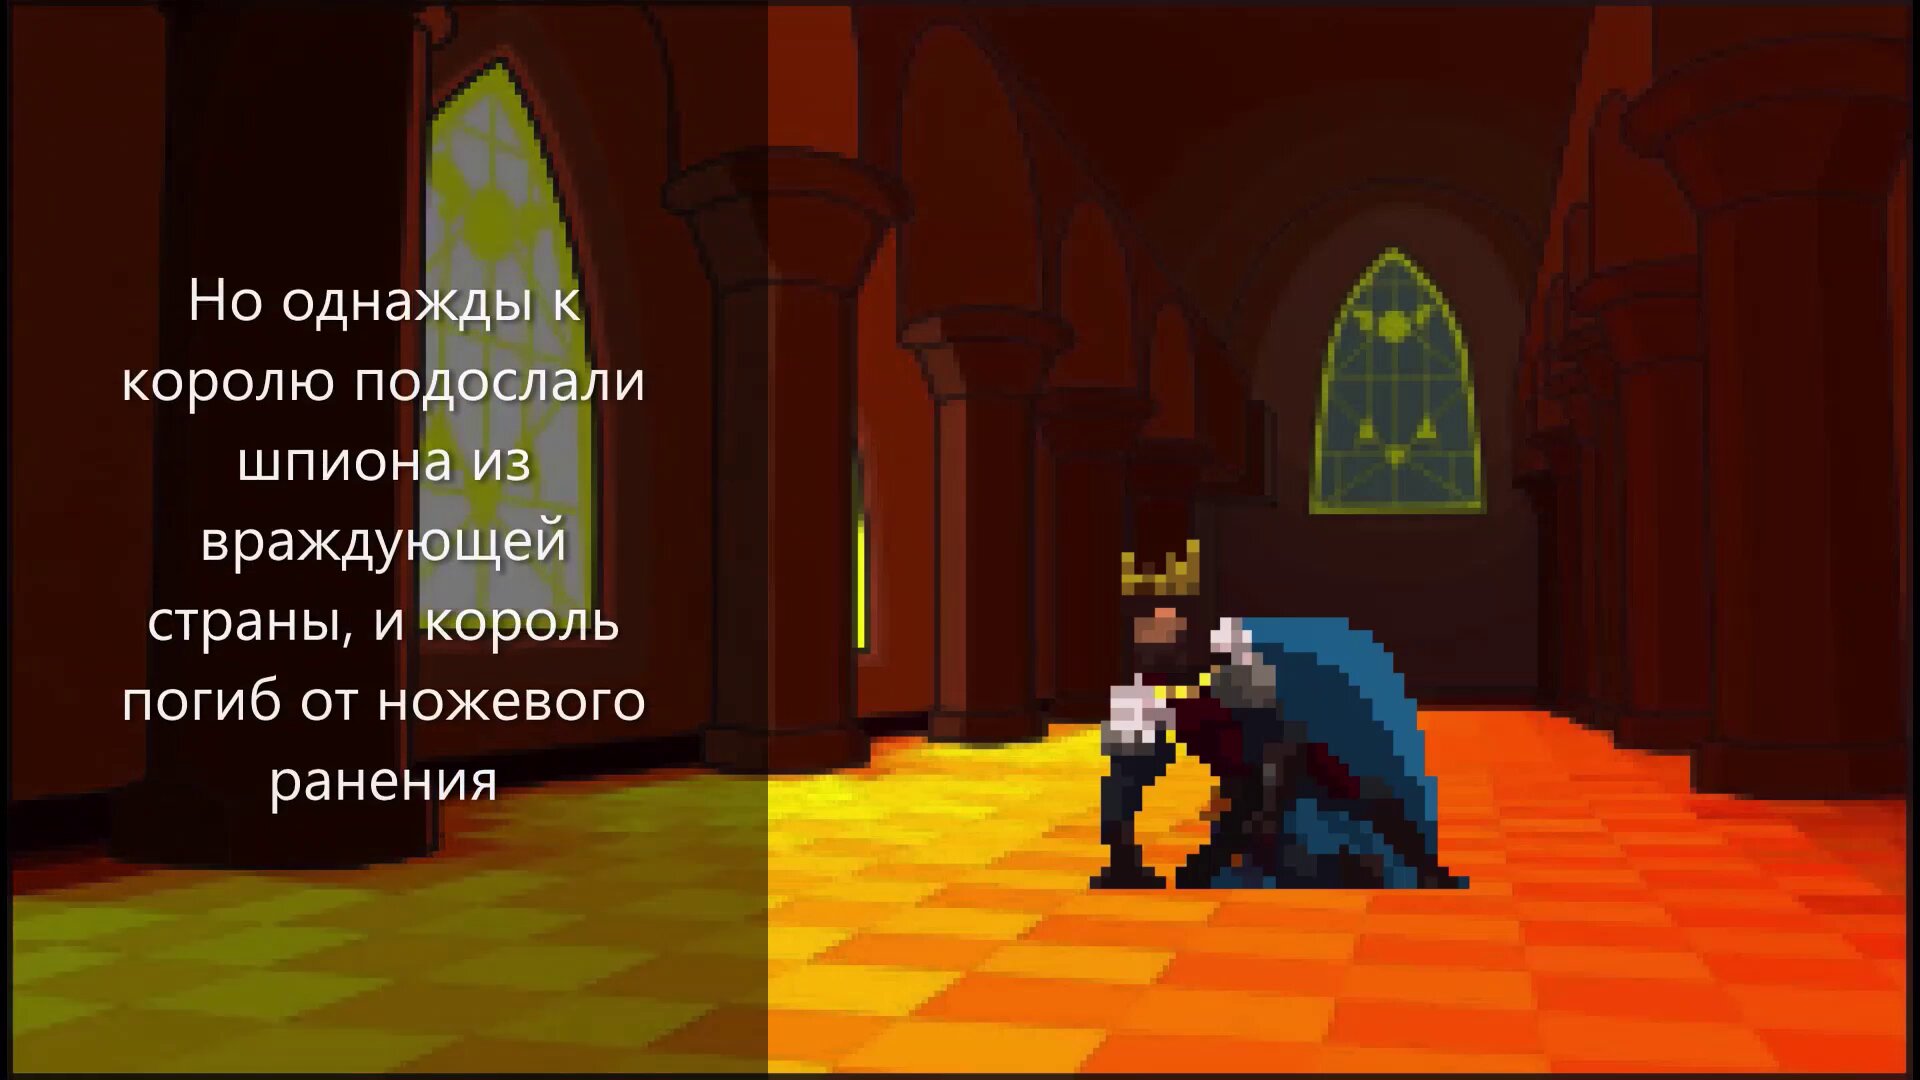 Но однажды к
королю подослали
шпиона из
враждующей
страны, и король
погиб от ножевого
ранения